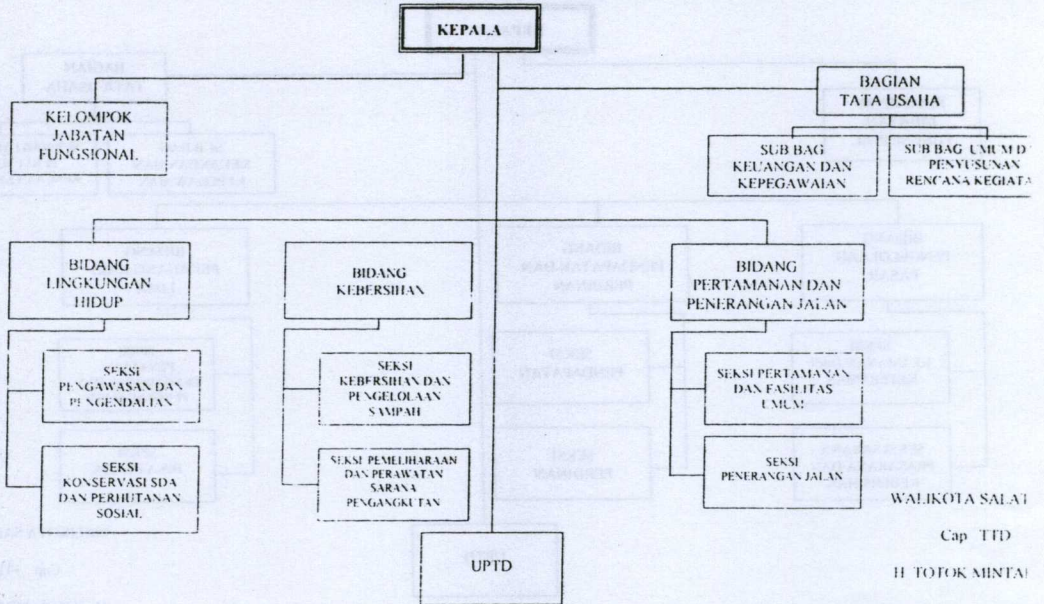 KEPALA
BAGIAN
TATA USAHA
KELOMPOK
JABATAN
FUNGSIONAL
SUB BAG
KEUANGAN DAN
KEPEGAWAIAN
SUB BAG UMUM D
PENYUSUNAN
RENCANA KEGIATA
BIDANG
LINGKUNGAN
HIDUP
BIDANG
KEBERSIHAN
BIDANG
PERTAMANAN DAN
PENERANGAN JALAN
SEKSI
PENGAWASAN DAN
PENGENDALIAN
SEKSI
KEBERSIHAN DAN
PENGELOLAAN
SAMPAH
SEKSI PERTAMANAN
DAN FASILITAS
UMUM
SEKSI
KONSERVASI SDA
DAN PERHUTANAN
SOSIAL
SEKSI PEMELIHARAAN
DAN PERAWATAN
SARANA
PENGANGKUTAN
SEKSI
PENERANGAN JALAN
UPTD
WALIKOTA SALAT
Cap TTD
H TOTOK MINTA